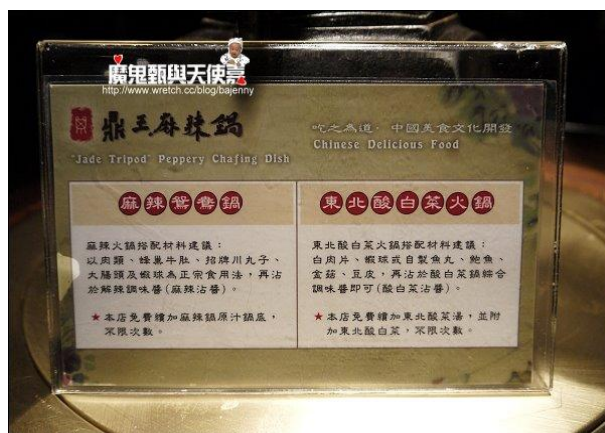 魔鬼甄與天使嘉
http://www.wretch.cc/blog/bajenny
鼎王麻辣鍋
吃之為道．中國美食文化開發
"Jade Tripod" Peppery Chafing Dish
Chinese Delicious Food
麻辣鴛鴦鍋
麻辣火鍋搭配材料建議：
以肉類、蜂巢牛肚、招牌川丸子、
大腸頭及蝦球為正宗食用法，再沾
於解辣調味醬(麻辣沾醬)。
★本店免費續加麻辣鍋原汁鍋底，
不限次數。
東北酸白菜火鍋
東北酸白菜火鍋搭配材料建議：
白肉片、蝦球或自製魚丸、鮑魚、
金菇、豆皮，再沾於酸白菜鍋綜合
調味醬即可(酸白菜沾醬)。
★本店免費續加東北酸菜湯，並附
加東北酸白菜，不限次數。